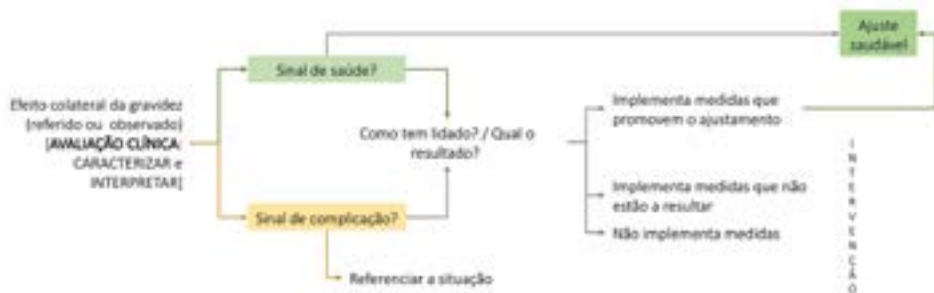 Ajuste
saudável
Sinal de saúde?
Efeito colateral da gravidez
(referido ou observado)
[AVALIAÇÃO CLÍNICA:
CARACTERIZAR e
INTERPRETAR]
Como tem lidado? / Qual o
resultado?
Implementa medidas que
promovem o ajustamento
Implementa medidas que não
estão a resultar
Não implementa medidas
Sinal de complicação?
Referenciar a situação
INTERVENÇÃO